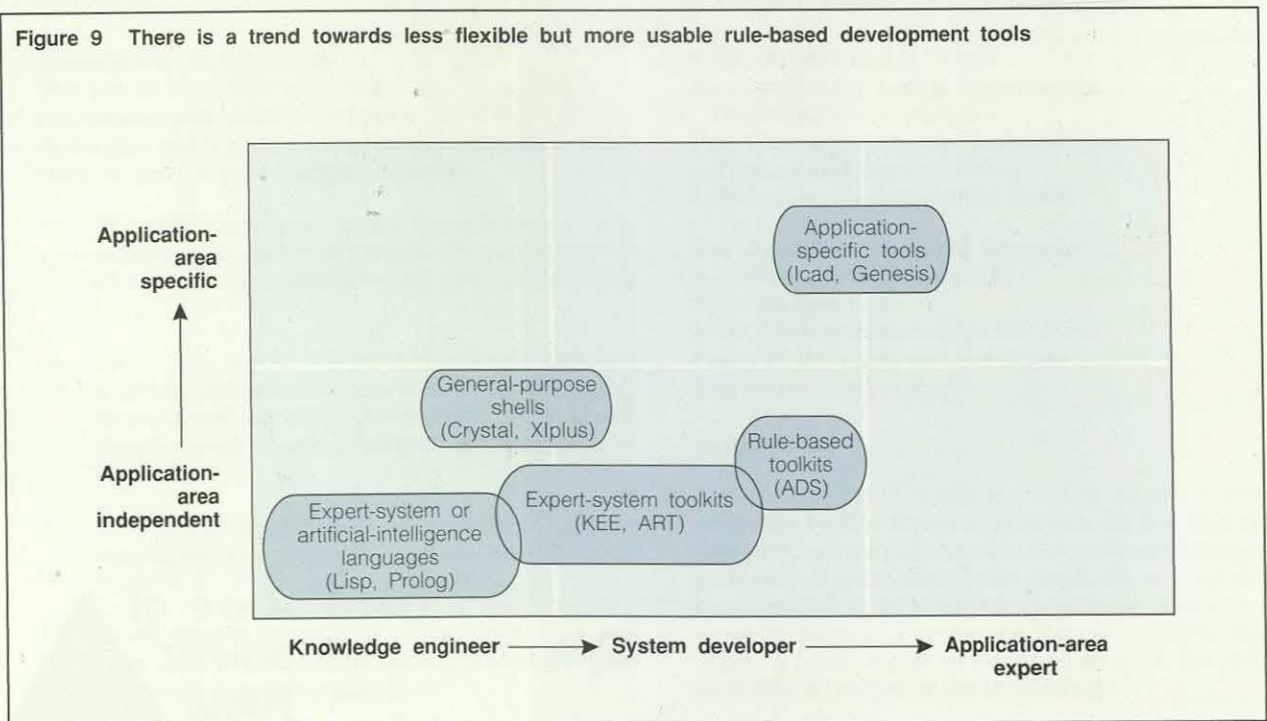 Figure 9 There is a trend towards less flexible but more usable rule-based development tools
Application-
area
specific
Application-
area
independent
Application-
specific tools
(Icad, Genesis)
General-purpose
shells
(Crystal, XIplus)
Rule-based
toolkits
(ADS)
Expert-system toolkits
(KEE, ART)
Expert-system or
artificial-intelligence
languages
(Lisp, Prolog)
Knowledge engineer
System developer
Application-area
expert